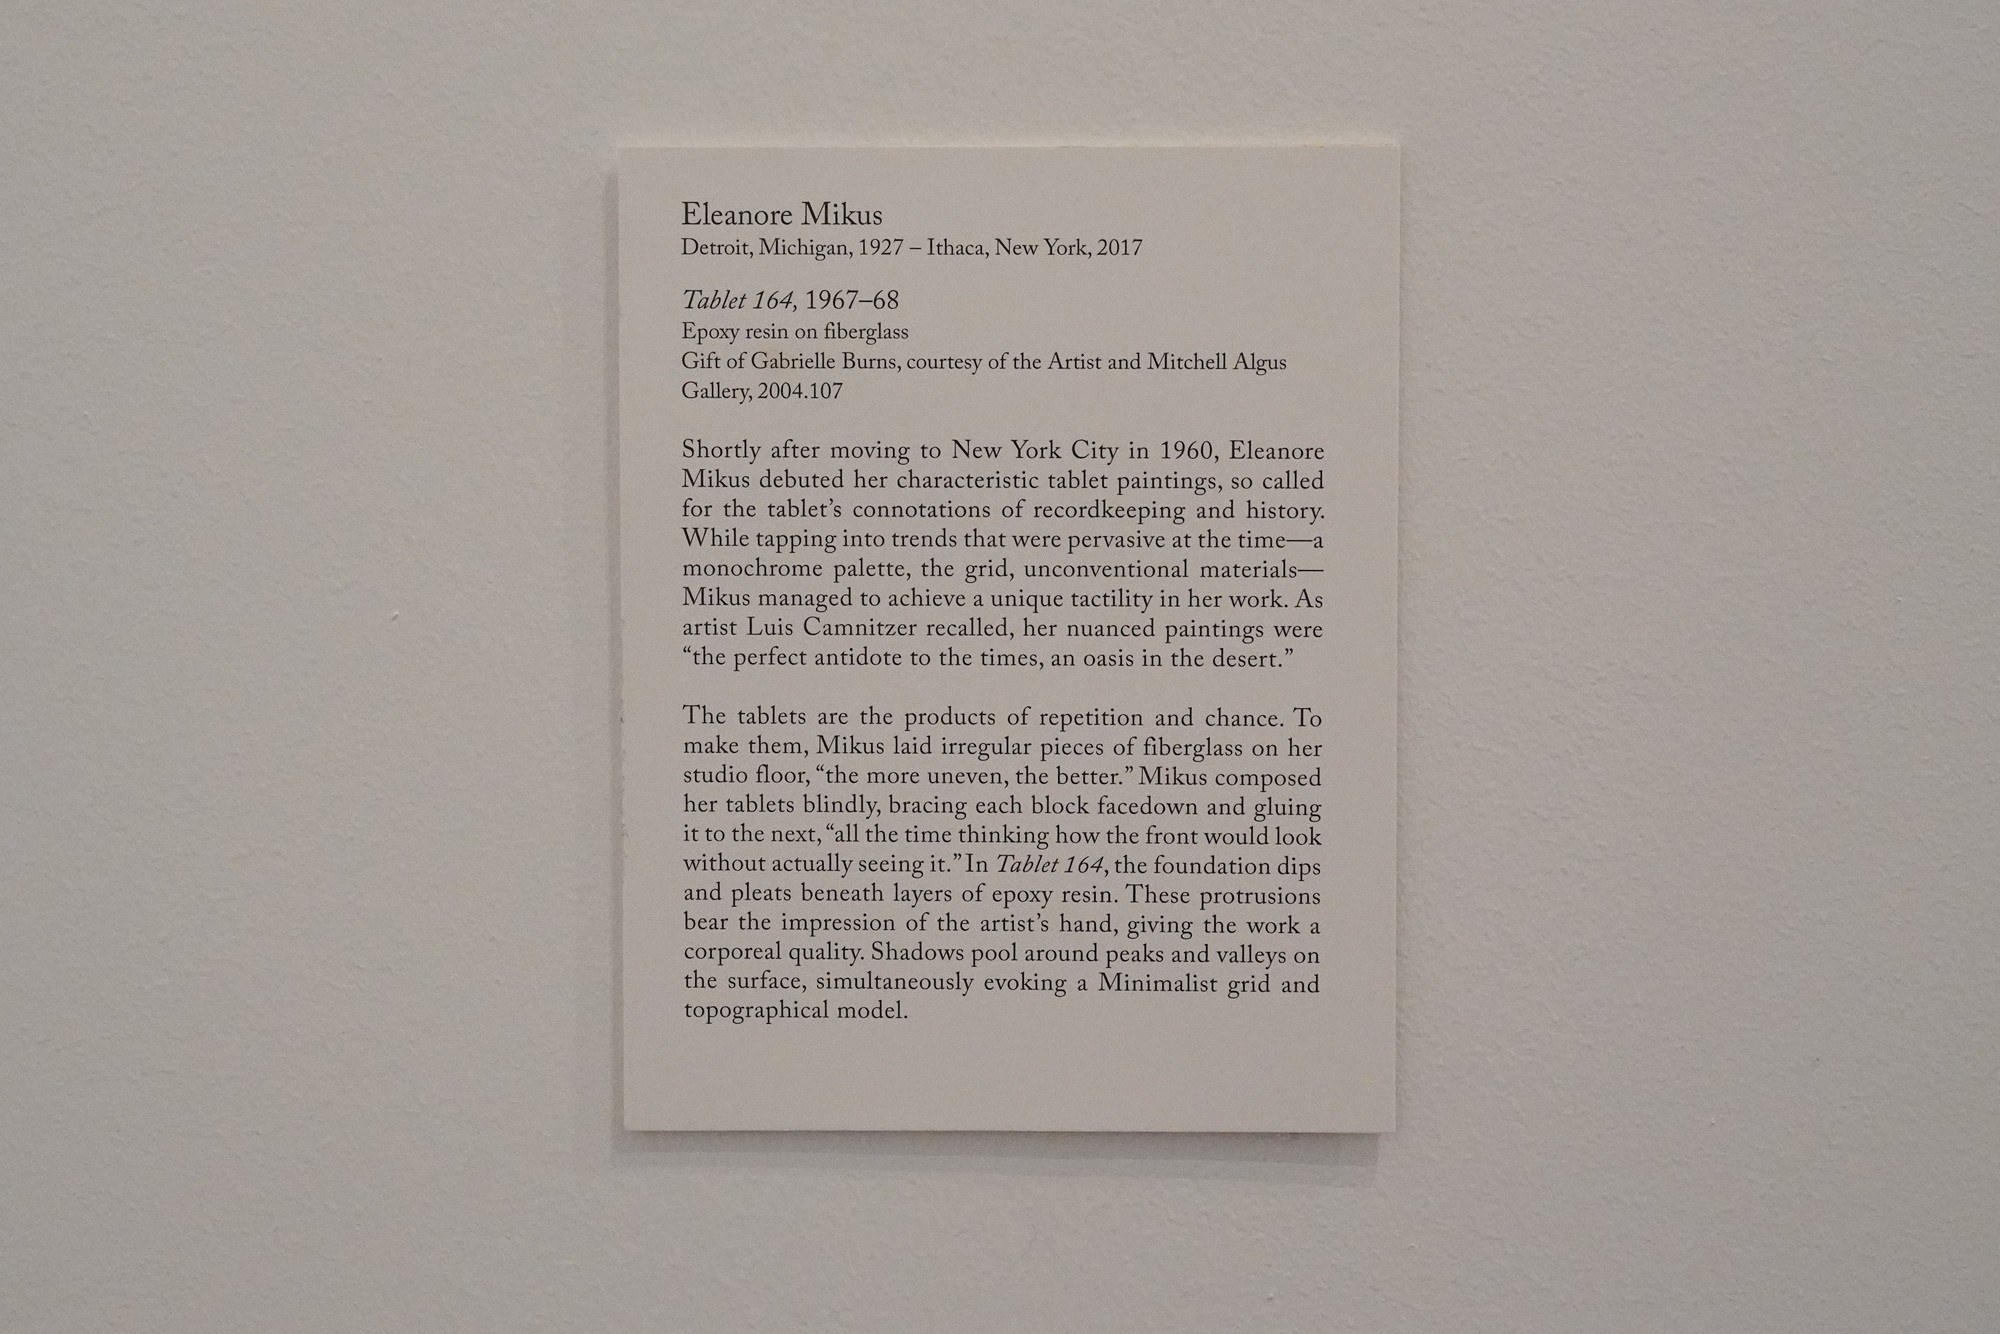 Eleanore Mikus
Detroit, Michigan, 1927 – Ithaca, New York, 2017
Tablet 164, 1967–68
Epoxy resin on fiberglass
Gift of Gabrielle Burns, courtesy of the Artist and Mitchell Algus
Gallery, 2004.107
Shortly after moving to New York City in 1960, Eleanore
Mikus debuted her characteristic tablet paintings, so called
for the tablet’s connotations of recordkeeping and history.
While tapping into trends that were pervasive at the time—a
monochrome palette, the grid, unconventional materials—
Mikus managed to achieve a unique tactility in her work. As
artist Luis Camnitzer recalled, her nuanced paintings were
“the perfect antidote to the times, an oasis in the desert.”
The tablets are the products of repetition and chance. To
make them, Mikus laid irregular pieces of fiberglass on her
studio floor, “the more uneven, the better.” Mikus composed
her tablets blindly, bracing each block facedown and gluing
it to the next, “all the time thinking how the front would look
without actually seeing it.” In Tablet 164, the foundation dips
and pleats beneath layers of epoxy resin. These protrusions
bear the impression of the artist’s hand, giving the work a
corporeal quality. Shadows pool around peaks and valleys on
the surface, simultaneously evoking a Minimalist grid and
topographical model.